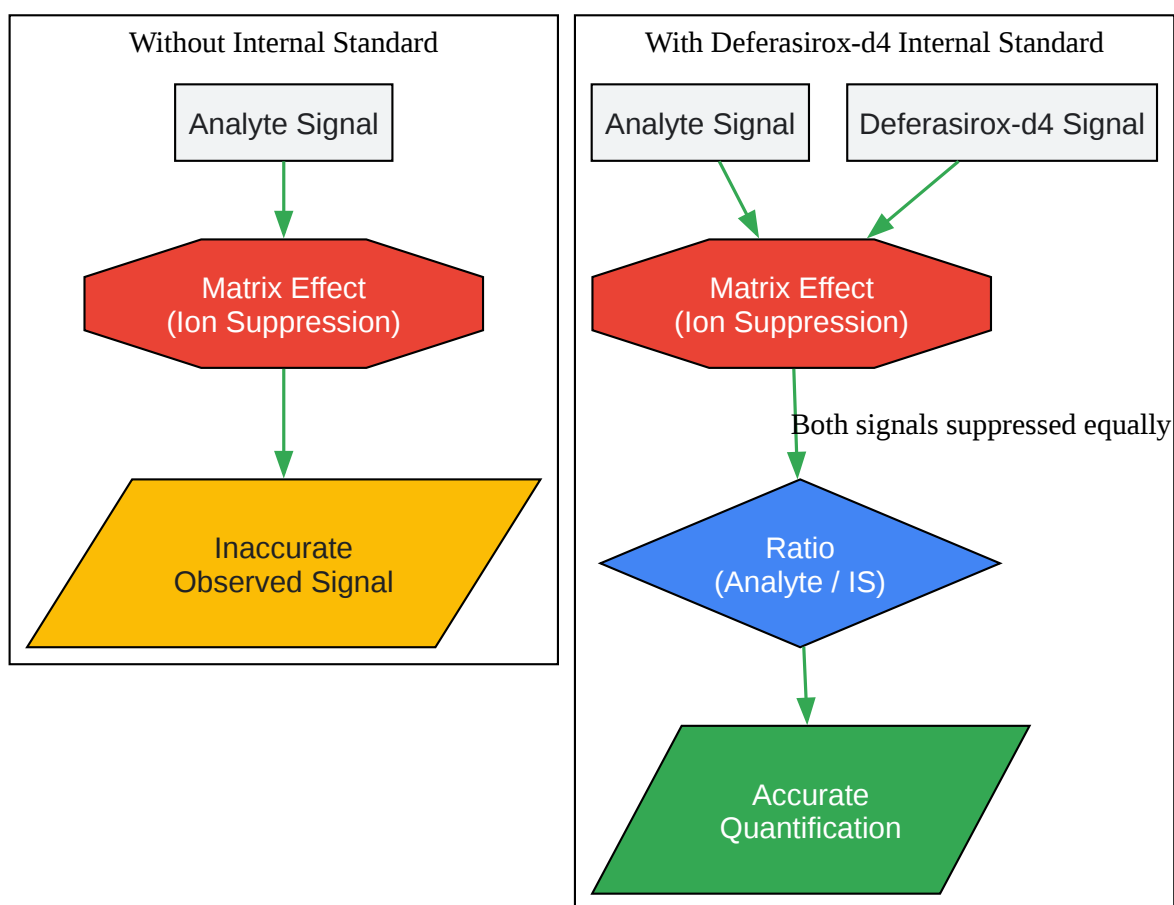 Without Internal Standard
Analyte Signal
Matrix Effect
(Ion Suppression)
Inaccurate
Observed Signal
With Deferasirox-d4 Internal Standard
Analyte Signal
Deferasirox-d4 Signal
Matrix Effect
(Ion Suppression)
Both signals suppressed equally
Ratio
(Analyte / IS)
Accurate
Quantification